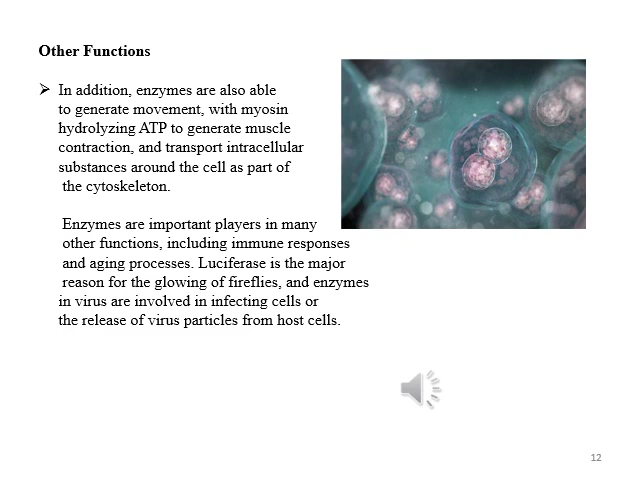 Other Functions
➢ In addition, enzymes are also able
to generate movement, with myosin
hydrolyzing ATP to generate muscle
contraction, and transport intracellular
substances around the cell as part of
the cytoskeleton.
Enzymes are important players in many
other functions, including immune responses
and aging processes. Luciferase is the major
reason for the glowing of fireflies, and enzymes
in virus are involved in infecting cells or
the release of virus particles from host cells.
12